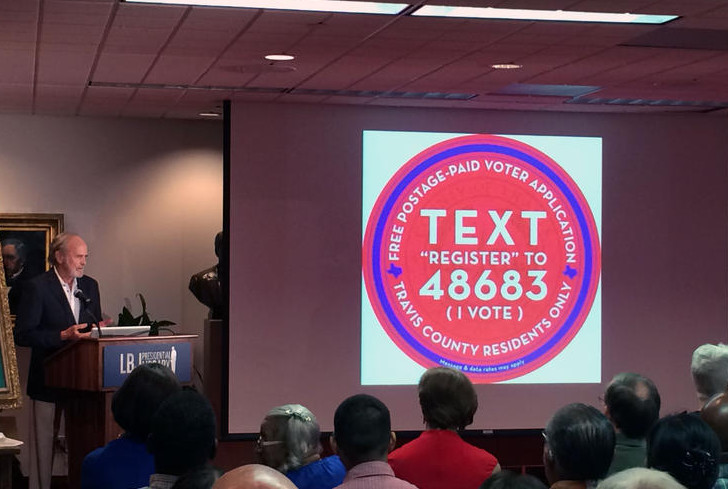 FREE POSTAGE-PAID VOTER APPLICATION
TEXT
"REGISTER" TO
48683
( I VOTE )
TRAVIS COUNTY RESIDENTS ONLY
Message & data rates may apply
LBJ PRESIDENTIAL
LIBRARY